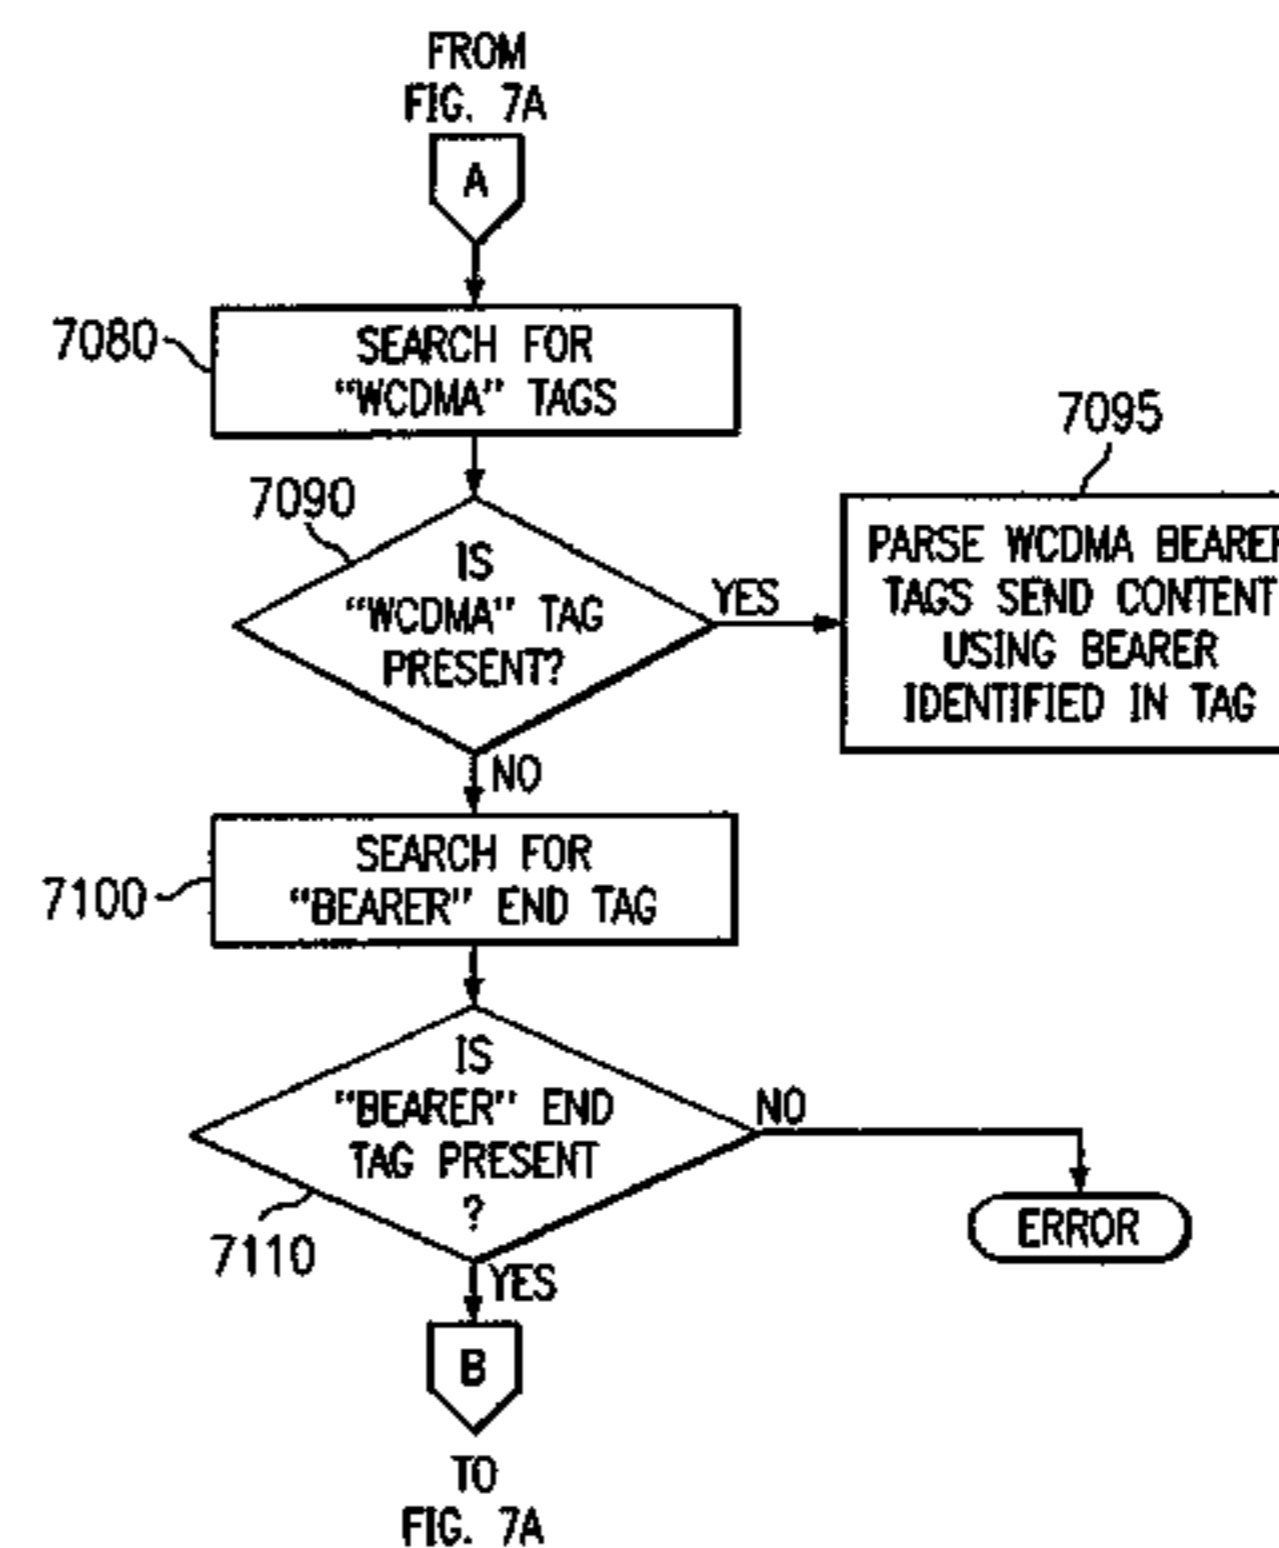 FROM
FIG. 7A
A
7080
SEARCH FOR
"WCDMA" TAGS
7090
IS
"WCDMA" TAG
PRESENT?
YES
7095
PARSE WCDMA BEARER
TAGS SEND CONTENT
USING BEARER
IDENTIFIED IN TAG
NO
7100
SEARCH FOR
"BEARER" END TAG
IS
"BEARER" END
TAG PRESENT
?
7110
NO
ERROR
YES
B
TO
FIG. 7A